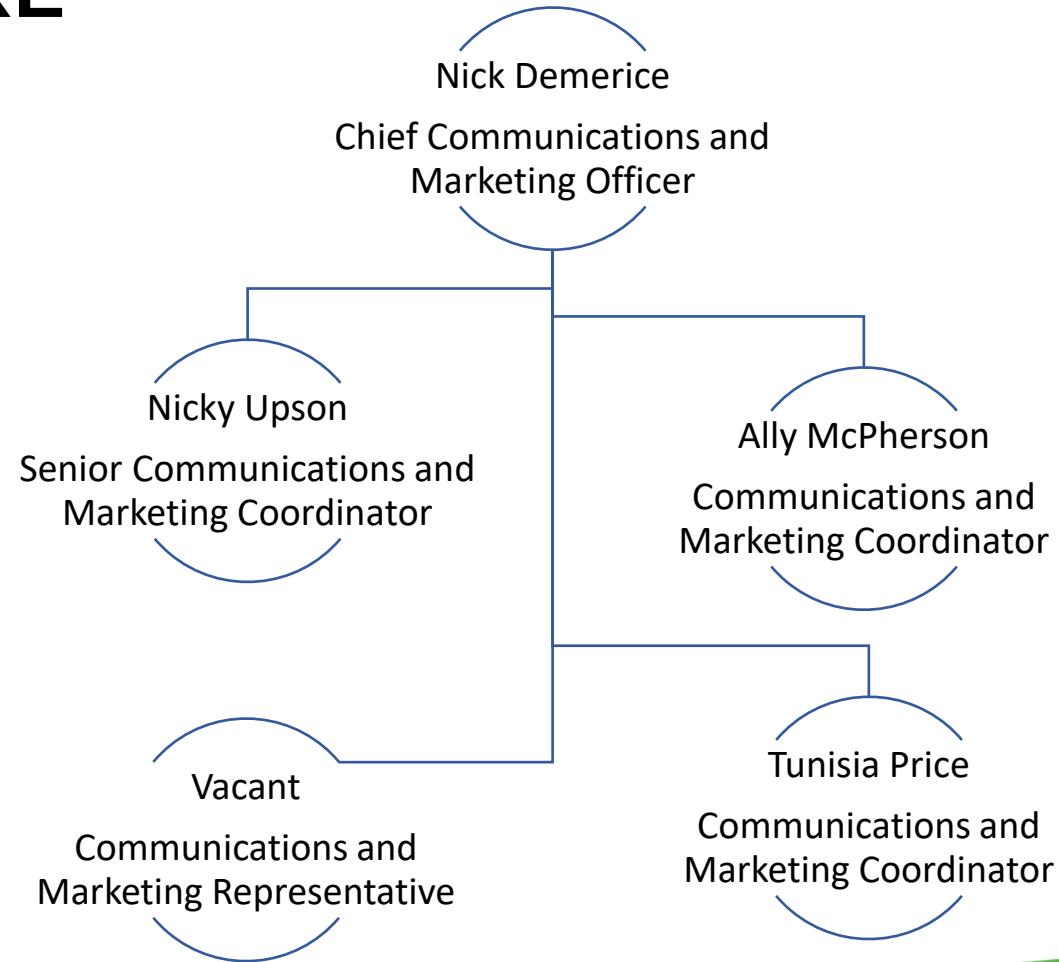 Nick Demerice
Chief Communications and
Marketing Officer
Nicky Upson
Senior Communications and
Marketing Coordinator
Ally McPherson
Communications and
Marketing Coordinator
Vacant
Communications and
Marketing Representative
Tunisia Price
Communications and
Marketing Coordinator